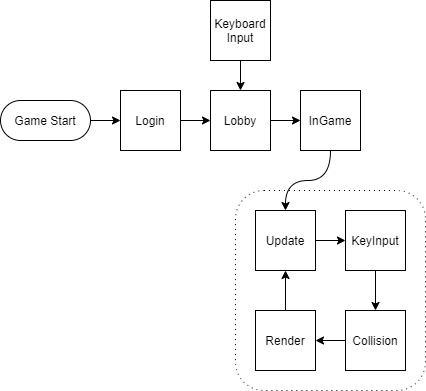 Keyboard
Input
Game Start
Login
Lobby
InGame
Update
KeyInput
Render
Collision